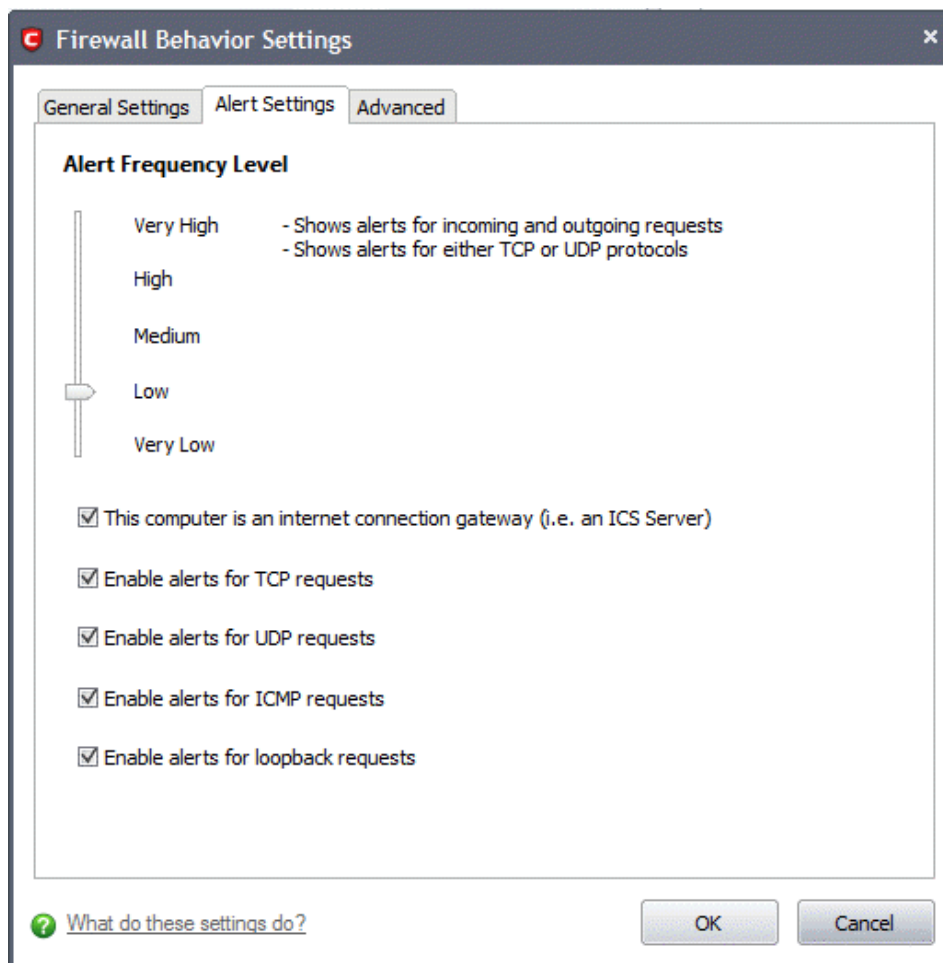 Firewall Behavior Settings
General Settings Alert Settings Advanced
Alert Frequency Level
Very High - Shows alerts for incoming and outgoing requests
- Shows alerts for either TCP or UDP protocols
High
Medium
Low
Very Low
This computer is an internet connection gateway (i.e. an ICS Server)
Enable alerts for TCP requests
Enable alerts for UDP requests
Enable alerts for ICMP requests
Enable alerts for loopback requests
What do these settings do? OK Cancel